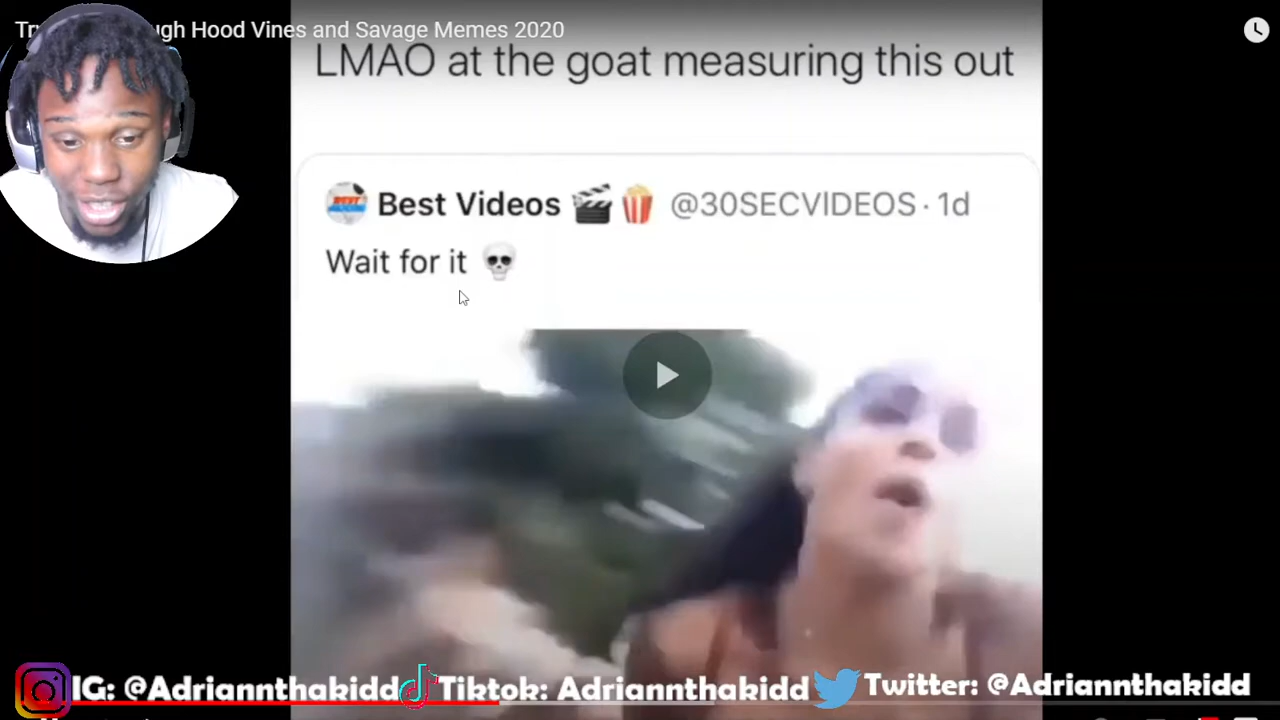 ugh Hood Vines and Savage Memes 2020
LMAO at the goat measuring this out
BEST
Best Videos 🎬🍿 @30SECVIDEOS · 1d
Wait for it 💀
IG: @Adriannthakidd Tiktok: Adriannthakidd Twitter: @Adriannthakidd